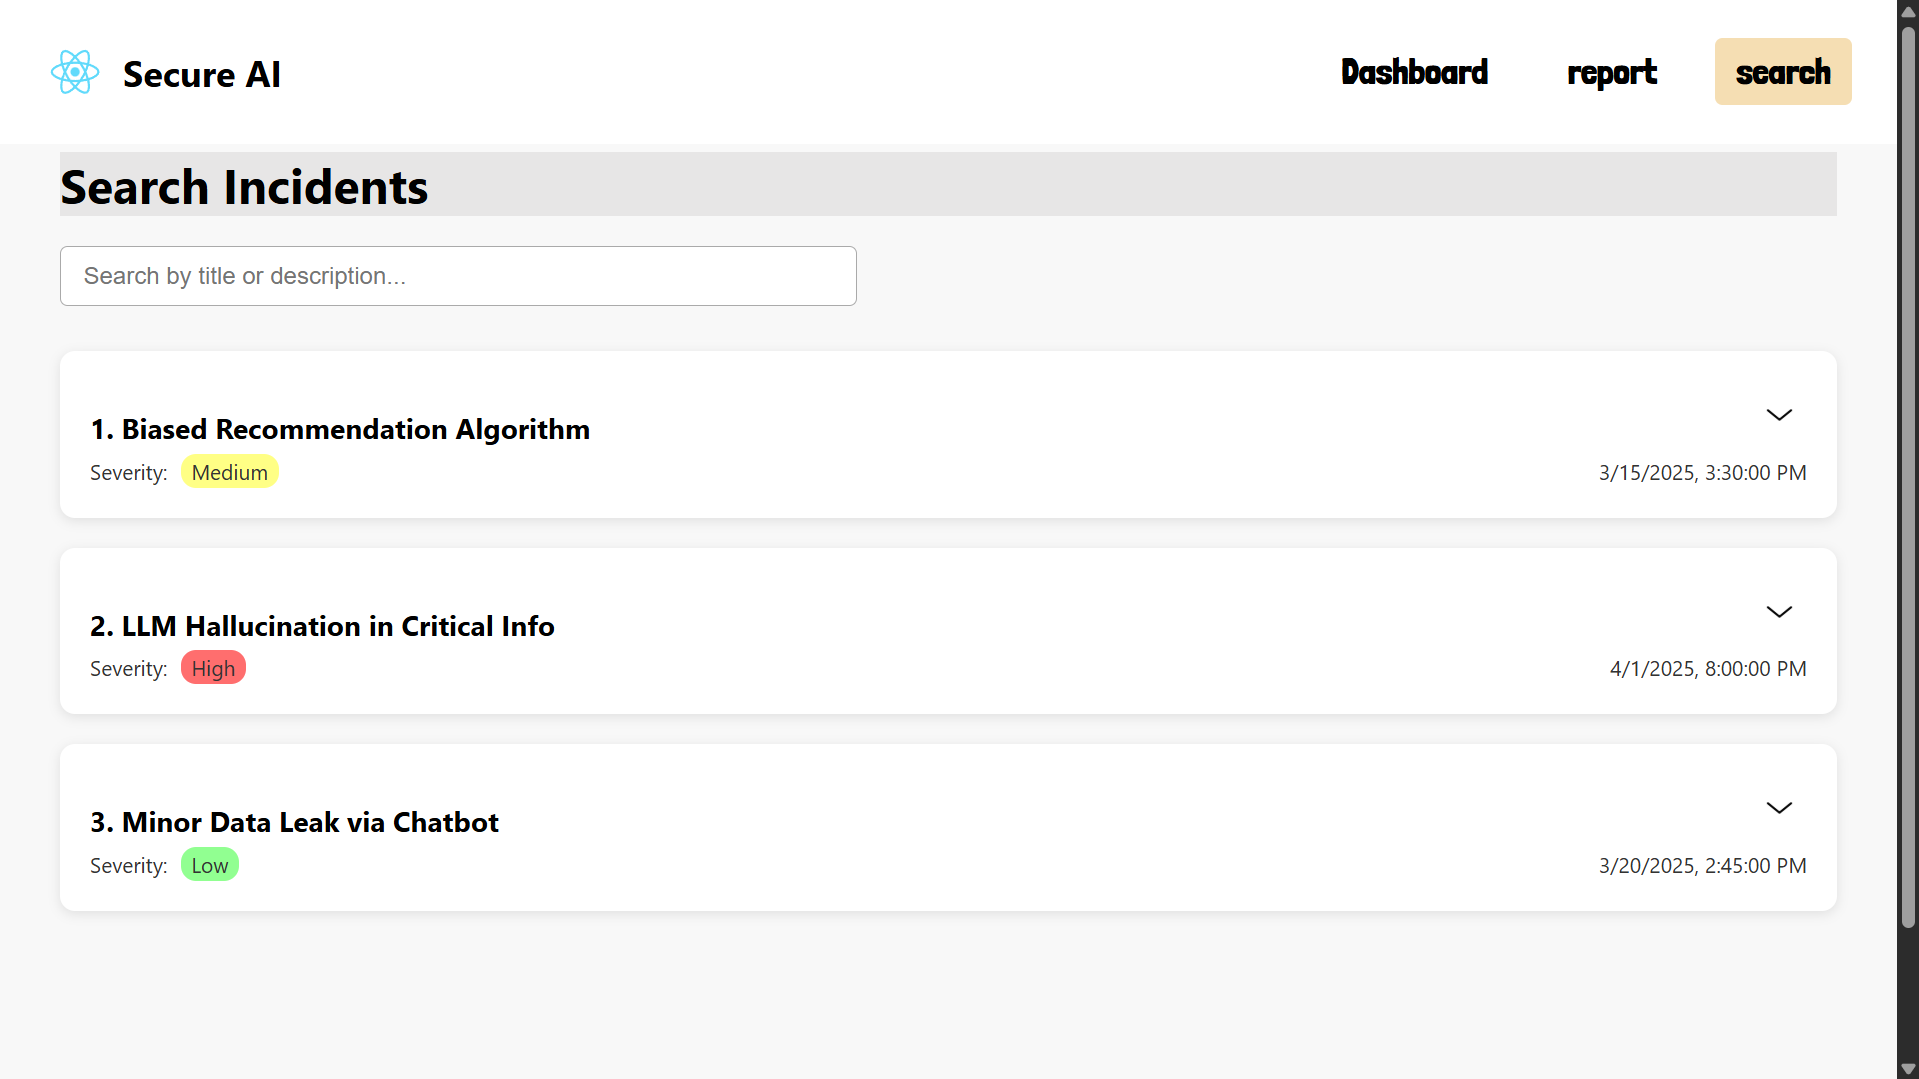 Secure AI
Dashboard
report
search
Search Incidents
Search by title or description...
1. Biased Recommendation Algorithm
Severity: Medium
3/15/2025, 3:30:00 PM
2. LLM Hallucination in Critical Info
Severity: High
4/1/2025, 8:00:00 PM
3. Minor Data Leak via Chatbot
Severity: Low
3/20/2025, 2:45:00 PM